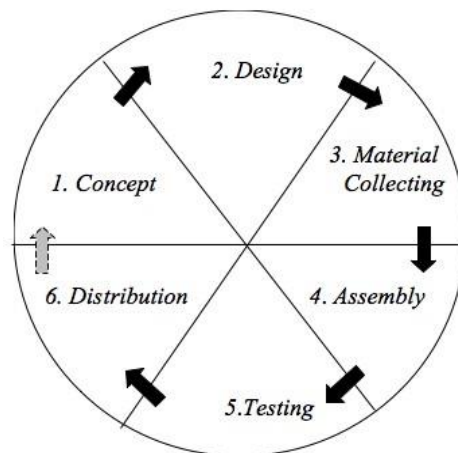 1. Concept
2. Design
3. Material
Collecting
4. Assembly
5.Testing
6. Distribution